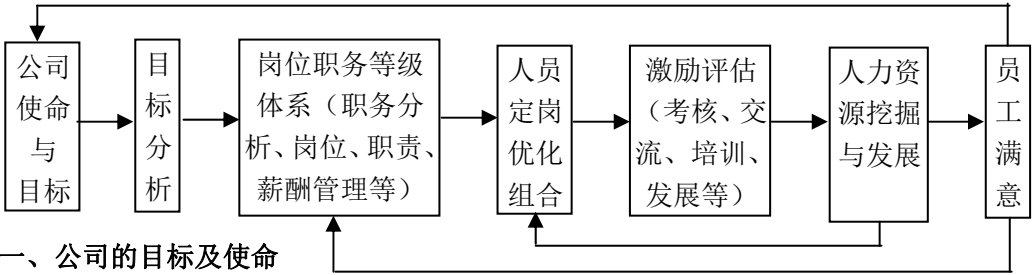 公司
使命
与
目标
目
标
分
析
岗位职务等级
体系（职务分
析、岗位、职责、
薪酬管理等）
人员
定岗
优化
组合
激励评估
（考核、交
流、培训、
发展等）
人力资
源挖掘
与发展
员
工
满
意
一、公司的目标及使命